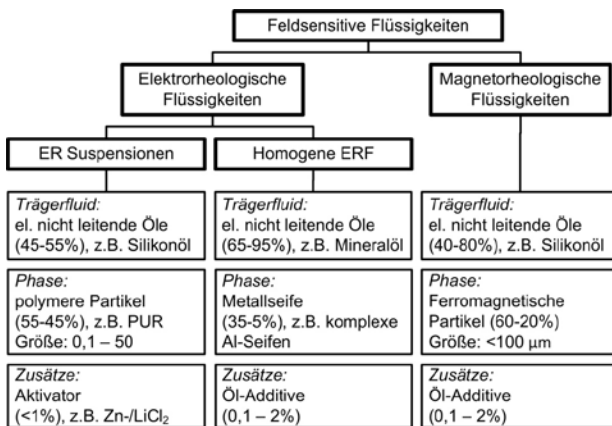 Feldsensitive Flüssigkeiten
Elektrorheologische
Flüssigkeiten
Magnetorheologische
Flüssigkeiten
ER Suspensionen
Homogene ERF
Trägerfluid:
el. nicht leitende Öle
(45-55%), z.B. Silikonöl
Trägerfluid:
el. nicht leitende Öle
(65-95%), z.B. Mineralöl
Trägerfluid:
el. nicht leitende Öle
(40-80%), z.B. Silikonöl
Phase:
polymere Partikel
(55-45%), z.B. PUR
Größe: 0,1 – 50
Phase:
Metallseife
(35-5%), z.B. komplexe
Al-Seifen
Phase:
Ferromagnetische
Partikel (60-20%)
Größe: <100 µm
Zusätze:
Aktivator
(<1%), z.B. Zn-/LiCl₂
Zusätze:
Öl-Additive
(0,1 – 2%)
Zusätze:
Öl-Additive
(0,1 – 2%)